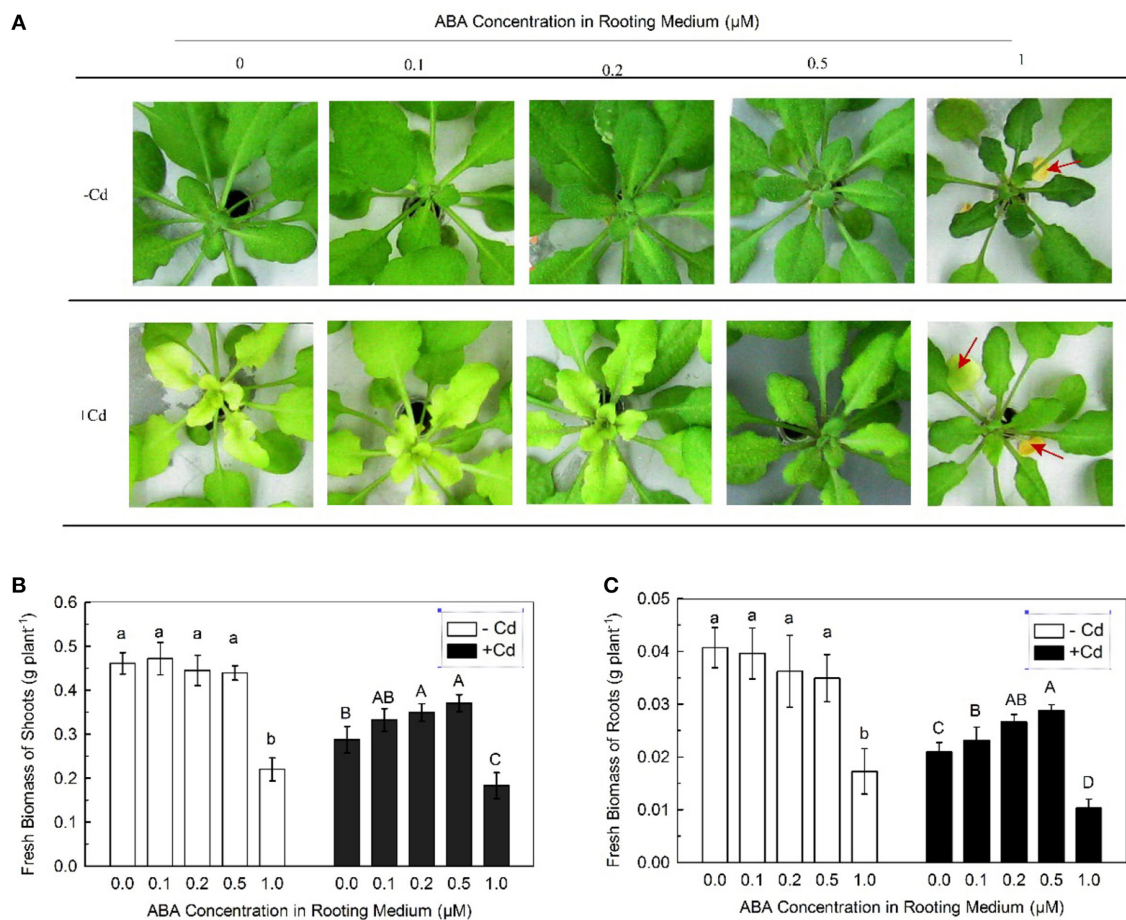 A
ABA Concentration in Rooting Medium (µM)
0 0.1 0.2 0.5 1
-Cd
+Cd
B
Fresh Biomass of Shoots (g plant⁻¹)
0.6
0.5
0.4
0.3
0.2
0.1
0.0
a a a a b
B AB A A C
- Cd
+Cd
0.0 0.1 0.2 0.5 1.0 0.0 0.1 0.2 0.5 1.0
ABA Concentration in Rooting Medium (µM)
C
Fresh Biomass of Roots (g plant⁻¹)
0.05
0.04
0.03
0.02
0.01
0.00
a a a a b
C B AB A D
- Cd
+Cd
0.0 0.1 0.2 0.5 1.0 0.0 0.1 0.2 0.5 1.0
ABA Concentration in Rooting Medium (µM)